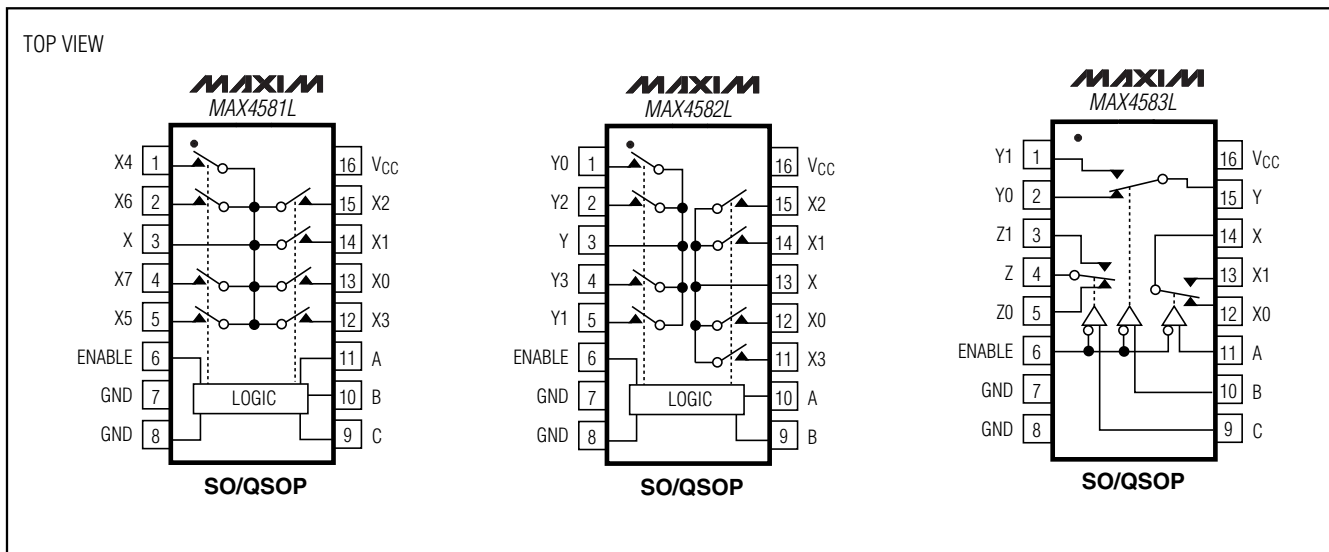 TOP VIEW
MAXIM
MAX4581L
X4 1 16 VCC
X6 2 15 X2
X 3 14 X1
X7 4 13 X0
X5 5 12 X3
ENABLE 6 11 A
GND 7 LOGIC 10 B
GND 8 9 C
SO/QSOP
MAXIM
MAX4582L
Y0 1 16 VCC
Y2 2 15 X2
Y 3 14 X1
Y3 4 13 X
Y1 5 12 X0
ENABLE 6 11 X3
GND 7 LOGIC 10 A
GND 8 9 B
SO/QSOP
MAXIM
MAX4583L
Y1 1 16 VCC
Y0 2 15 Y
Z1 3 14 X
Z 4 13 X1
Z0 5 12 X0
ENABLE 6 11 A
GND 7 10 B
GND 8 9 C
SO/QSOP